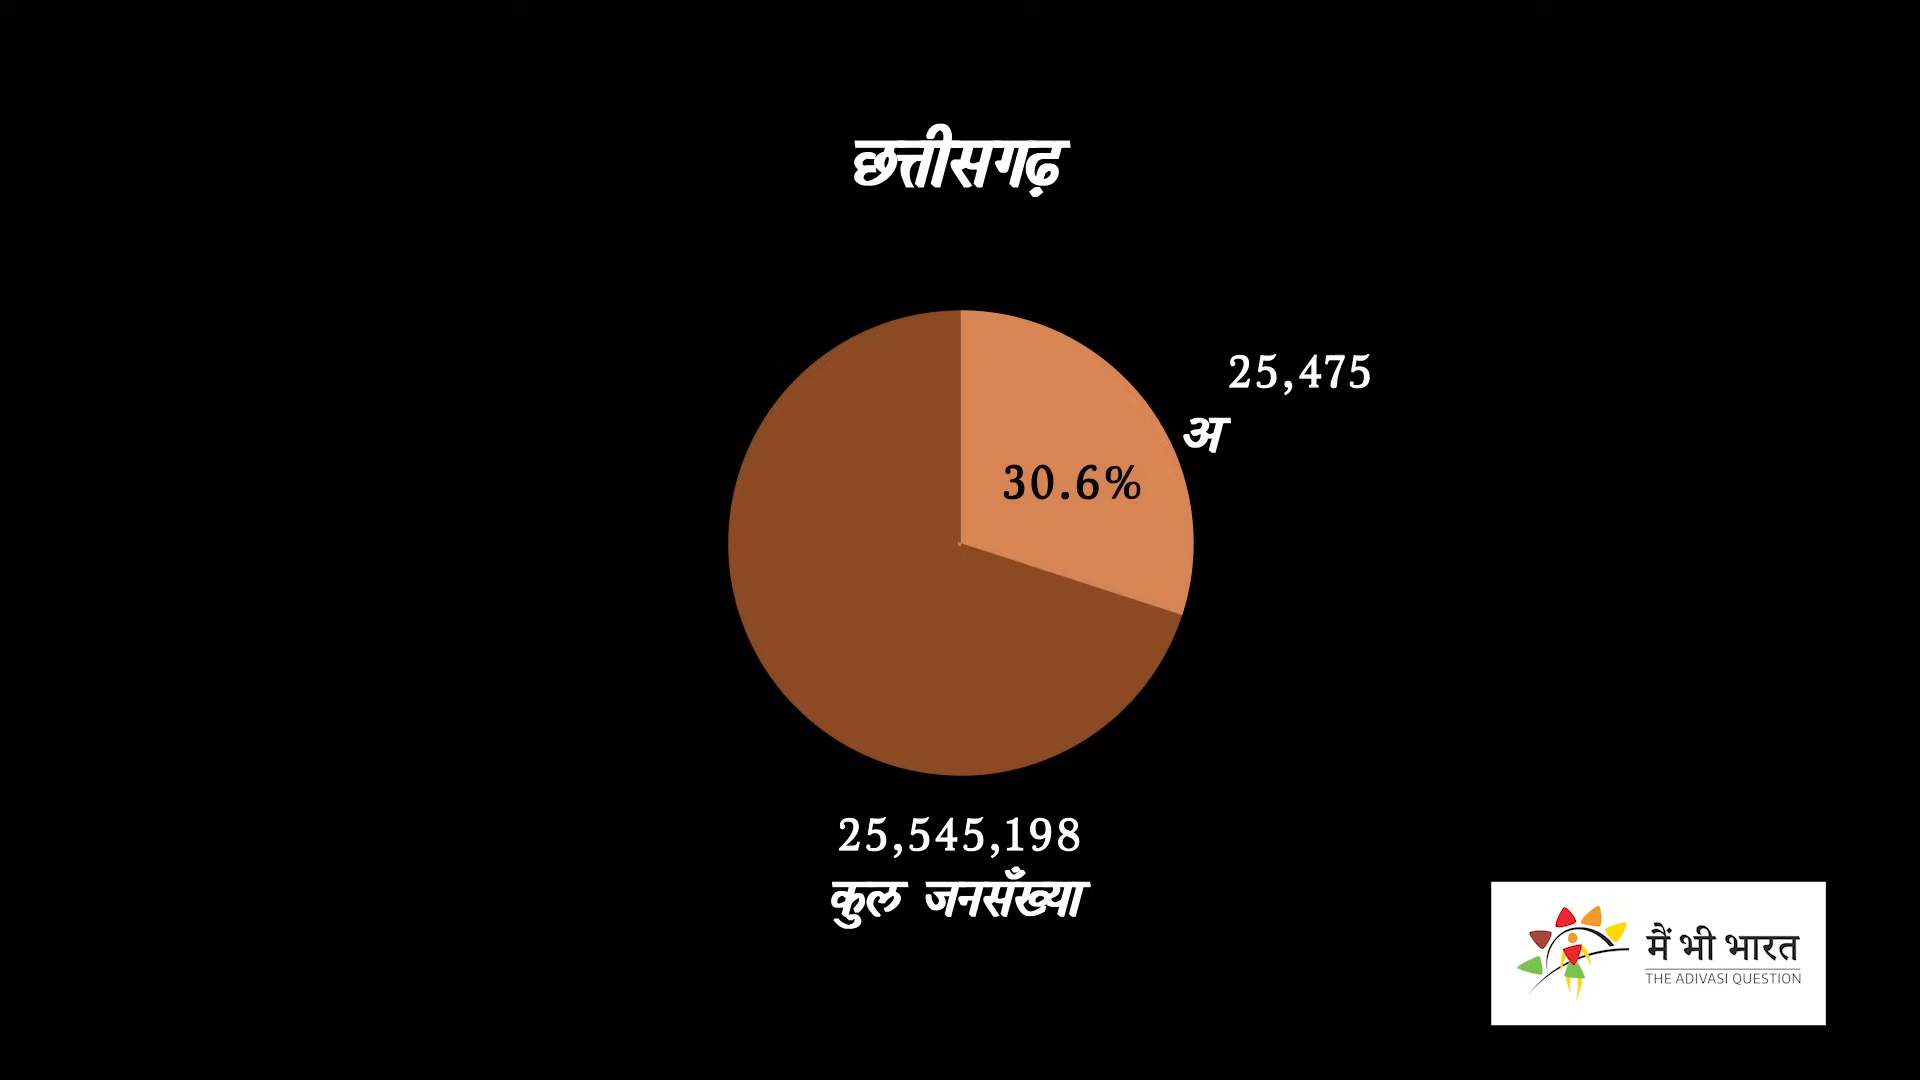 छत्तीसगढ़
25,475
अ
30.6%
25,545,198
कुल जनसँख्या
मैं भी भारत
THE ADIVASI QUESTION